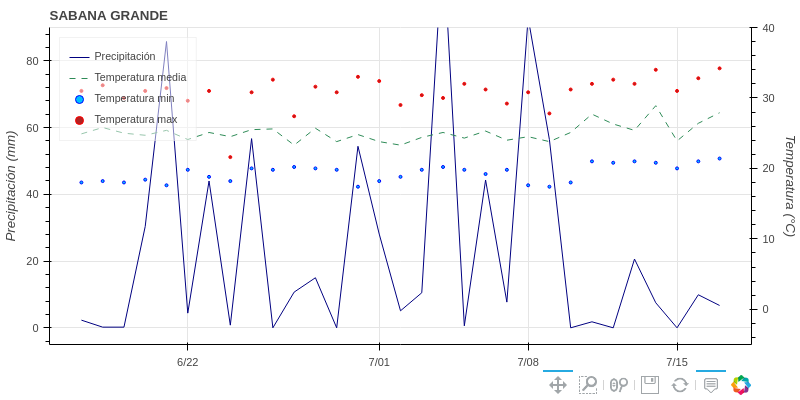 SABANA GRANDE
Precipitación
Temperatura media
Temperatura min
Temperatura max
Precipitación (mm)
80
60
40
20
0
Temperatura (°C)
40
30
20
10
0
6/22
7/01
7/08
7/15